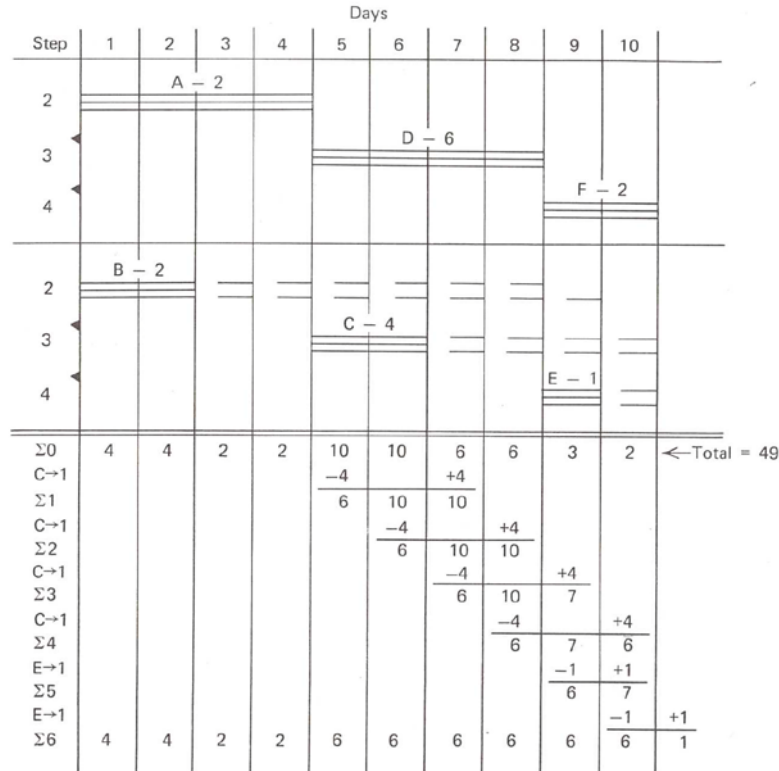 Days
Step 1 2 3 4 5 6 7 8 9 10
A – 2
2
D – 6
3
F – 2
4
B – 2
2
C – 4
3
E – 1
4
Σ0 4 4 2 2 10 10 6 6 3 2 ←Total = 49
C→1 –4 +4
Σ1 6 10 10
C→1 –4 +4
Σ2 6 10 10
C→1 –4 +4
Σ3 6 10 7
C→1 –4 +4
Σ4 6 7 6
E→1 –1 +1
Σ5 6 7
E→1 –1 +1
Σ6 4 4 2 2 6 6 6 6 6 6 1